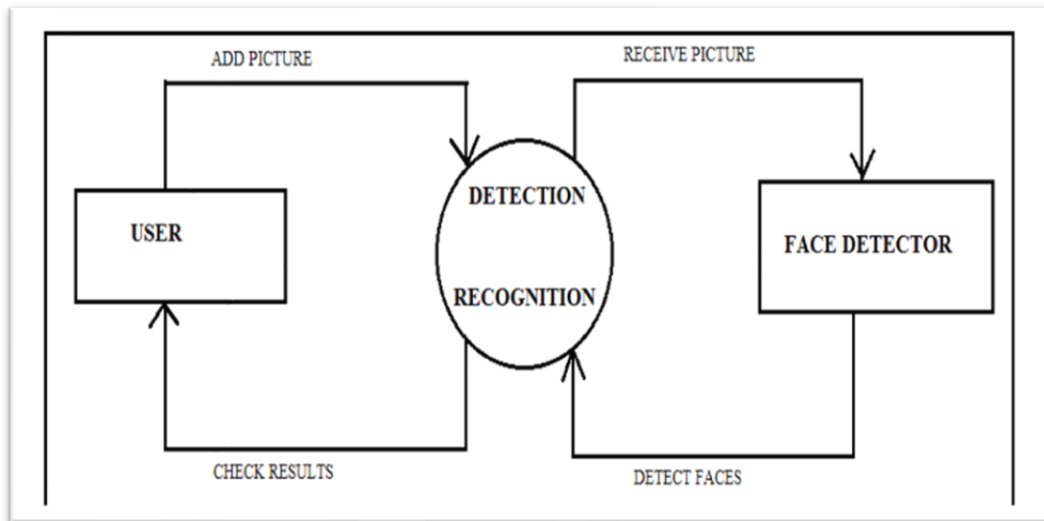 ADD PICTURE
RECEIVE PICTURE
DETECTION
USER
FACE DETECTOR
RECOGNITION
CHECK RESULTS
DETECT FACES